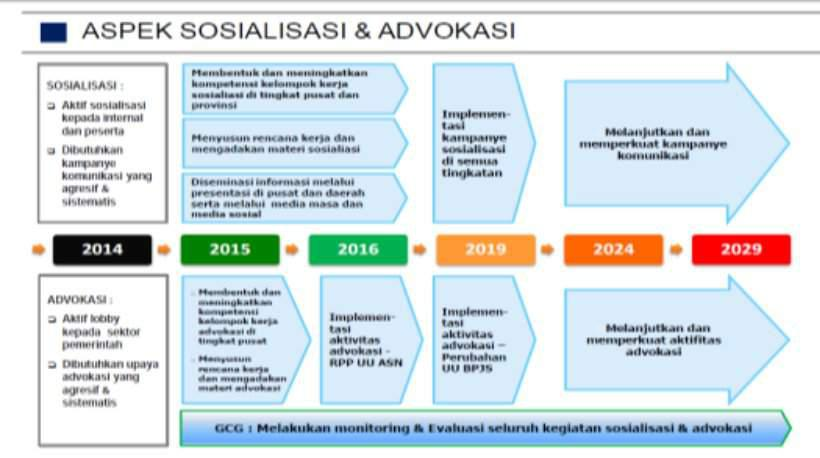 ASPEK SOSIALISASI & ADVOKASI
SOSIALISASI :
Aktif sosialisasi
kepada internal
dan peserta
Dibutuhkan
kampanye
komunikasi yang
agresif &
sistematis
Membentuk dan meningkatkan
kompetensi kelompok kerja
sosialiasi di tingkat pusat dan
provinsi
Menyusun rencana kerja dan
mengadakan materi sosialiasi
Diseminasi informasi melalui
presentasi di pusat dan daerah
serta melalui media masa dan
media sosial
Implemen-
tasi
kampanye
sosialisasi
di semua
tingkatan
Melanjutkan dan
memperkuat kampanye
komunikasi
2014
2015
2016
2019
2024
2029
ADVOKASI :
Aktif lobby
kepada sektor
pemerintah
Dibutuhkan upaya
advokasi yang
agresif &
sistematis
- Membentuk dan
meningkatkan
kompetensi
kelompok kerja
advokasi di
tingkat pusat
- Menyusun
rencana kerja
dan mengadakan
materi advokasi
Implemen-
tasi
aktivitas
advokasi -
RPP UU ASN
Implemen-
tasi
aktivitas
advokasi –
Perubahan
UU BPJS
Melanjutkan dan
memperkuat aktifitas
advokasi
GCG : Melakukan monitoring & Evaluasi seluruh kegiatan sosialisasi & advokasi